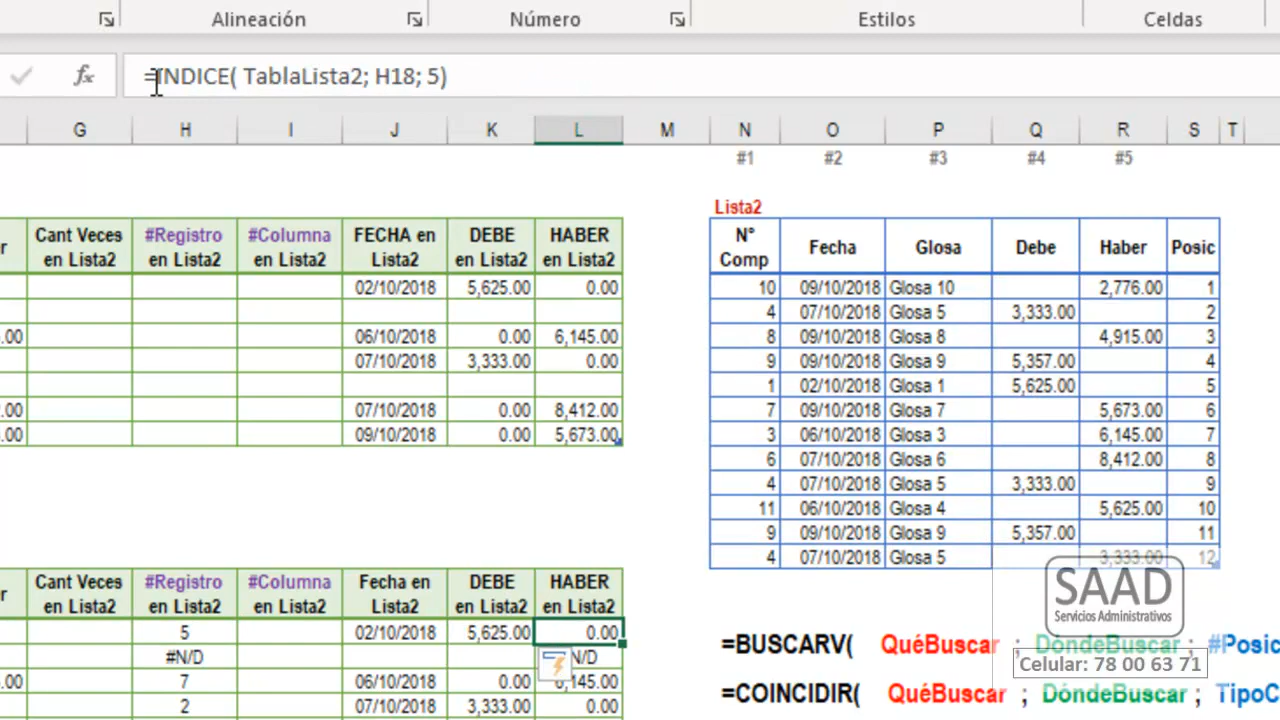 Alineación Número Estilos Celdas
fx =INDICE( TablaLista2; H18; 5)
G H I J K L M N O P Q R S T
#1 #2 #3 #4 #5
Lista2
Cant Veces en Lista2 #Registro en Lista2 #Columna en Lista2 FECHA en Lista2 DEBE en Lista2 HABER en Lista2
02/10/2018 5,625.00 0.00
.00 06/10/2018 0.00 6,145.00
07/10/2018 3,333.00 0.00
.00 07/10/2018 0.00 8,412.00
.00 09/10/2018 0.00 5,673.00
N° Comp Fecha Glosa Debe Haber Posic
10 09/10/2018 Glosa 10 2,776.00 1
4 07/10/2018 Glosa 5 3,333.00 2
8 09/10/2018 Glosa 8 4,915.00 3
9 09/10/2018 Glosa 9 5,357.00 4
1 02/10/2018 Glosa 1 5,625.00 5
7 09/10/2018 Glosa 7 5,673.00 6
3 06/10/2018 Glosa 3 6,145.00 7
6 07/10/2018 Glosa 6 8,412.00 8
4 07/10/2018 Glosa 5 3,333.00 9
11 06/10/2018 Glosa 4 5,625.00 10
9 09/10/2018 Glosa 9 5,357.00 11
4 07/10/2018 Glosa 5 3,333.00 12
Cant Veces en Lista2 #Registro en Lista2 #Columna en Lista2 Fecha en Lista2 DEBE en Lista2 HABER en Lista2
5 02/10/2018 5,625.00 0.00
#N/D N/D
.00 7 06/10/2018 0.00 6,145.00
2 07/10/2018 3,333.00 0.00
SAAD
Servicios Administrativos
=BUSCARV( QuéBuscar ; DóndeBuscar ; #Posic
Celular: 78 00 63 71
=COINCIDIR( QuéBuscar ; DóndeBuscar ; TipoC